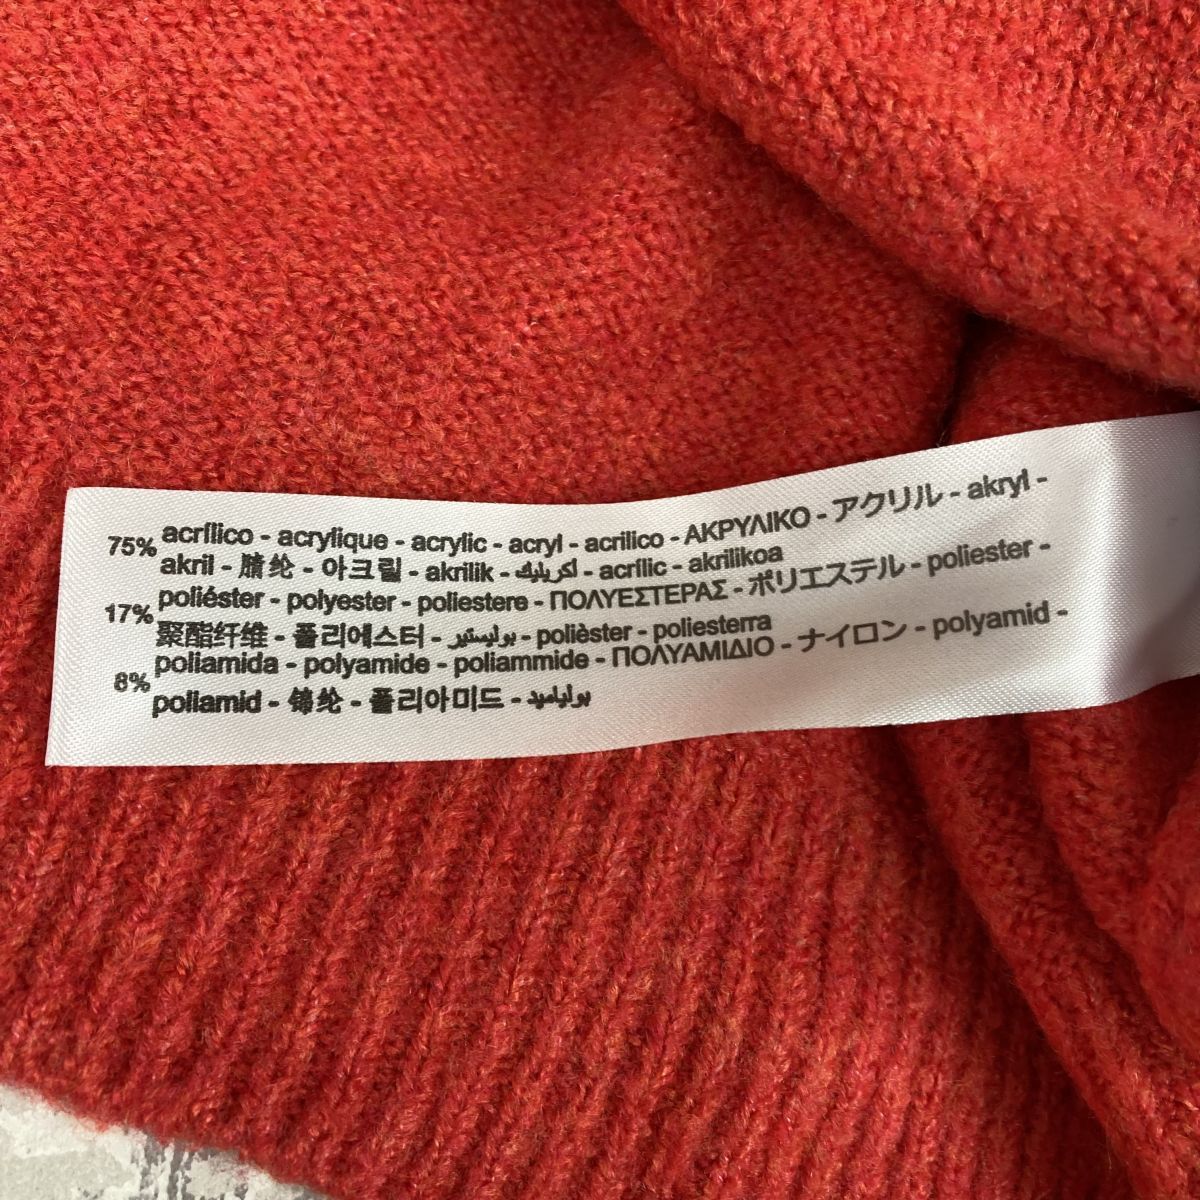 75% acrílico - acrylique - acrylic - acryl - acrilico - ΑΚΡΥΛΙΚΟ - アクリル - akryl -
akril - 腈纶 - 아크릴 - akrilik - اكريليك - acrílic - akrilikoa
17% poliéster - polyester - poliestere - ΠΟΛΥΕΣΤΕΡΑΣ - ポリエステル - poliester -
聚酯纤维 - 폴리에스터 - بوليستير - polièster - poliesterra
8% poliamida - polyamide - poliammide - ΠΟΛΥΑΜΙΔΙΟ - ナイロン - polyamid -
poliamid - 锦纶 - 폴리아미드 - بولياميد